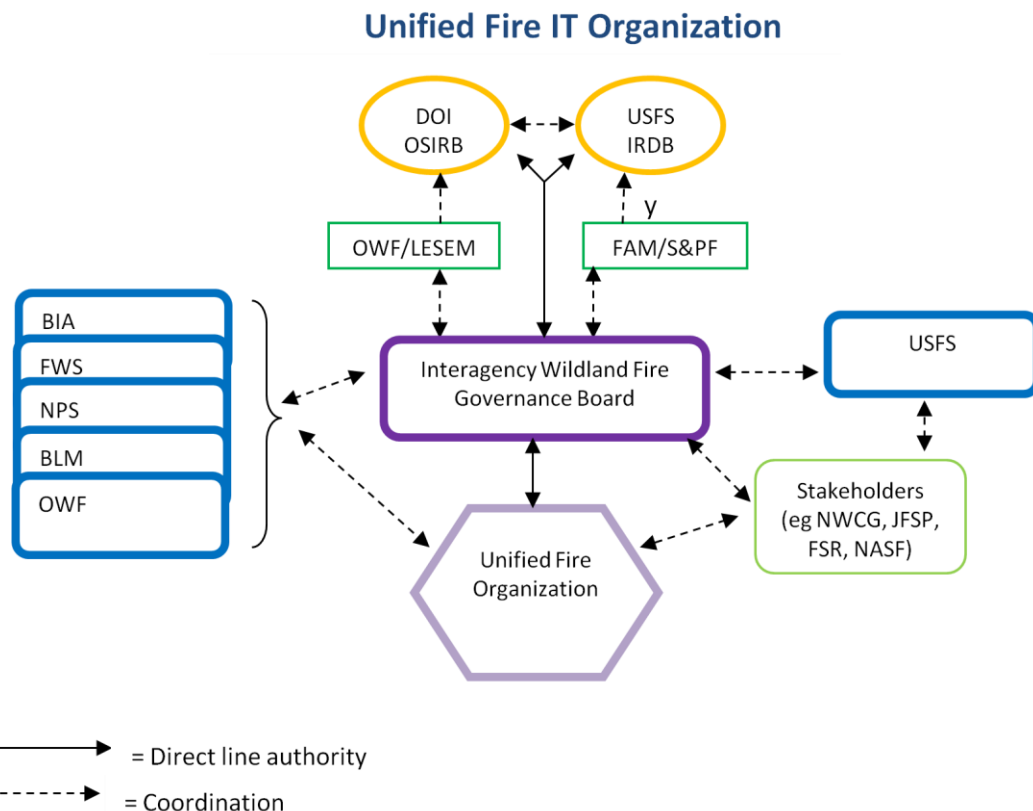 Unified Fire IT Organization
DOI
OSIRB
USFS
IRDB
y
OWF/LESEM
FAM/S&PF
BIA
FWS
NPS
BLM
OWF
Interagency Wildland Fire
Governance Board
USFS
Stakeholders
(eg NWCG, JFSP,
FSR, NASF)
Unified Fire
Organization
= Direct line authority
= Coordination